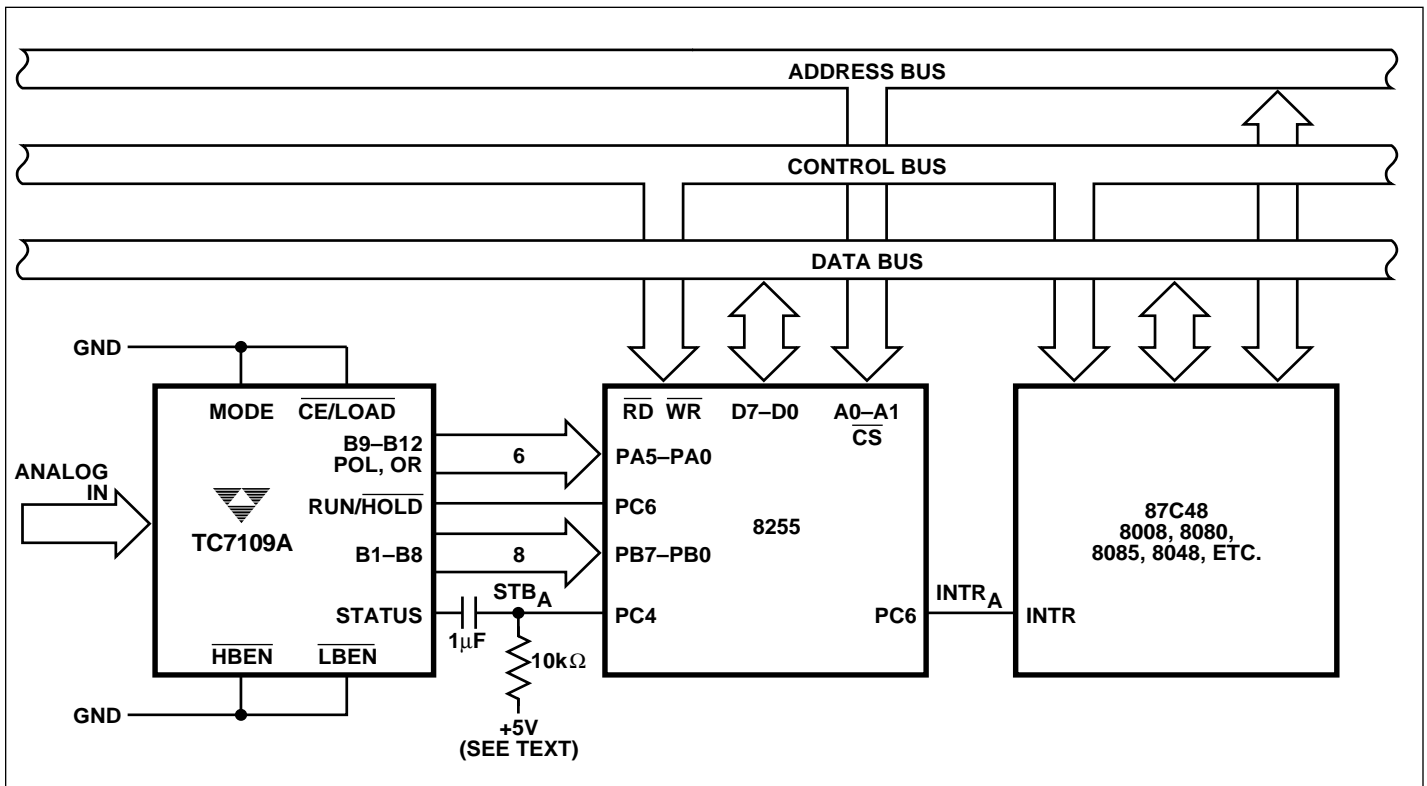 ADDRESS BUS
CONTROL BUS
DATA BUS
GND
MODE
CE/LOAD
B9–B12
POL, OR
6
ANALOG
IN
TC7109A
RUN/HOLD
B1–B8
8
STATUS
1μF
STBA
10kΩ
+5V
(SEE TEXT)
HBEN
LBEN
GND
RD WR
D7–D0
A0–A1
CS
PA5–PA0
PC6
8255
PB7–PB0
PC4
PC6
INTRA
INTR
87C48
8008, 8080,
8085, 8048, ETC.